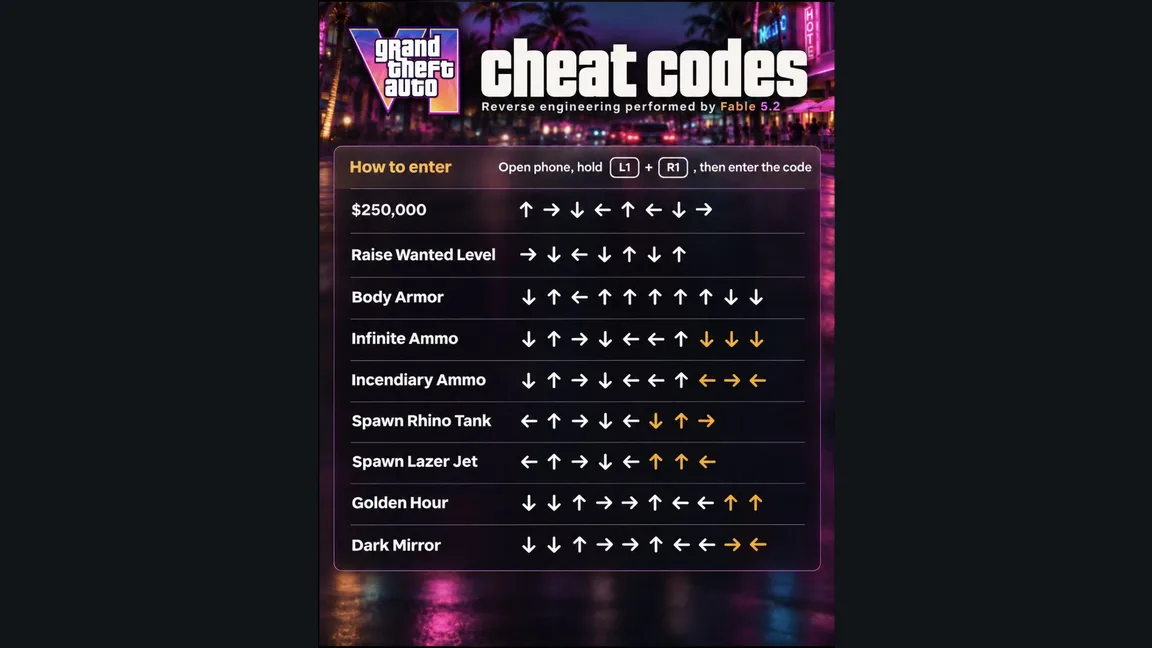 VI
grand
theft
auto
cheat codes
Reverse engineering performed by Fable 5.2
HOTEL
How to enter Open phone, hold L1 + R1 , then enter the code
$250,000 ↑ → ↓ ← ↑ ← ↓ →
Raise Wanted Level → ↓ ← ↓ ↑ ↓ ↑
Body Armor ↓ ↑ ← ↑ ↑ ↑ ↑ ↑ ↓ ↓
Infinite Ammo ↓ ↑ → ↓ ← ← ↑ ↓ ↓ ↓
Incendiary Ammo ↓ ↑ → ↓ ← ← ↑ ← → ←
Spawn Rhino Tank ← ↑ → ↓ ← ↓ ↑ →
Spawn Lazer Jet ← ↑ → ↓ ← ↑ ↑ ←
Golden Hour ↓ ↓ ↑ → → ↑ ← ← ↑ ↑
Dark Mirror ↓ ↓ ↑ → → ↑ ← ← → ←